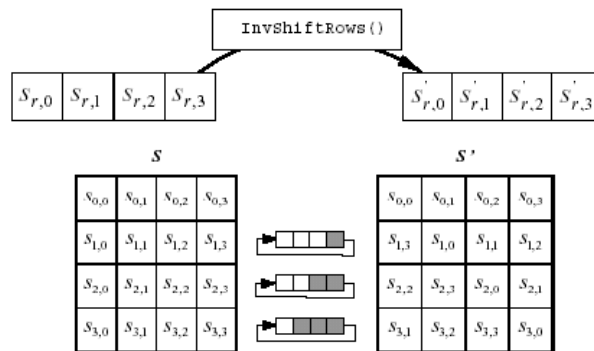 InvShiftRows()
S_{r,0} S_{r,1} S_{r,2} S_{r,3} S'_{r,0} S'_{r,1} S'_{r,2} S'_{r,3}
S S'
s_{0,0} s_{0,1} s_{0,2} s_{0,3} s_{0,0} s_{0,1} s_{0,2} s_{0,3}
s_{1,0} s_{1,1} s_{1,2} s_{1,3} s_{1,3} s_{1,0} s_{1,1} s_{1,2}
s_{2,0} s_{2,1} s_{2,2} s_{2,3} s_{2,2} s_{2,3} s_{2,0} s_{2,1}
s_{3,0} s_{3,1} s_{3,2} s_{3,3} s_{3,1} s_{3,2} s_{3,3} s_{3,0}